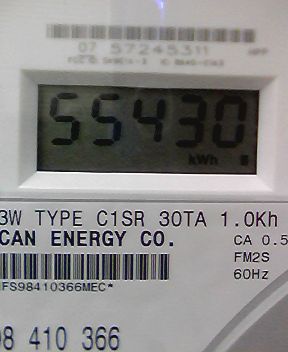 07 57245311
55430
kWh
3W TYPE C1SR 30TA 1.0Kh
CAN ENERGY CO.
CA 0.5
FM2S
60Hz
FS98410366MEC*
98 410 366